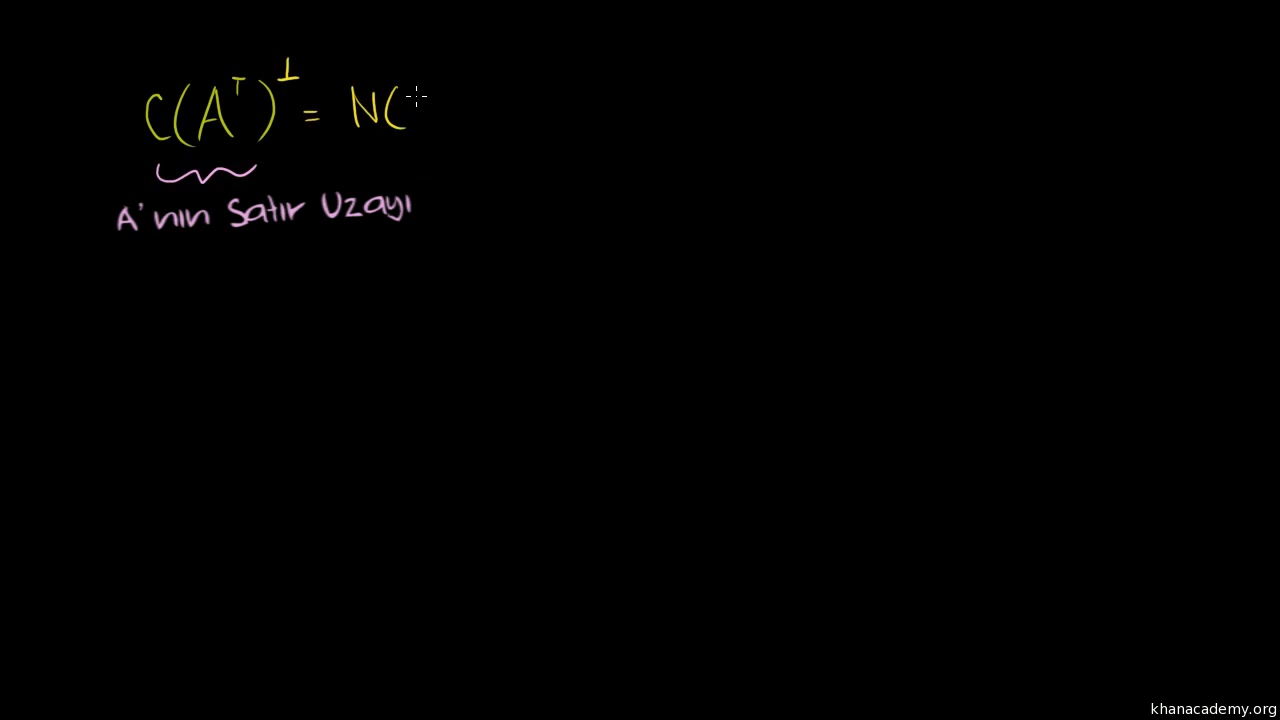 C(Aᵀ)^⊥ = N(
A'nın Satır Uzayı
khanacademy.org